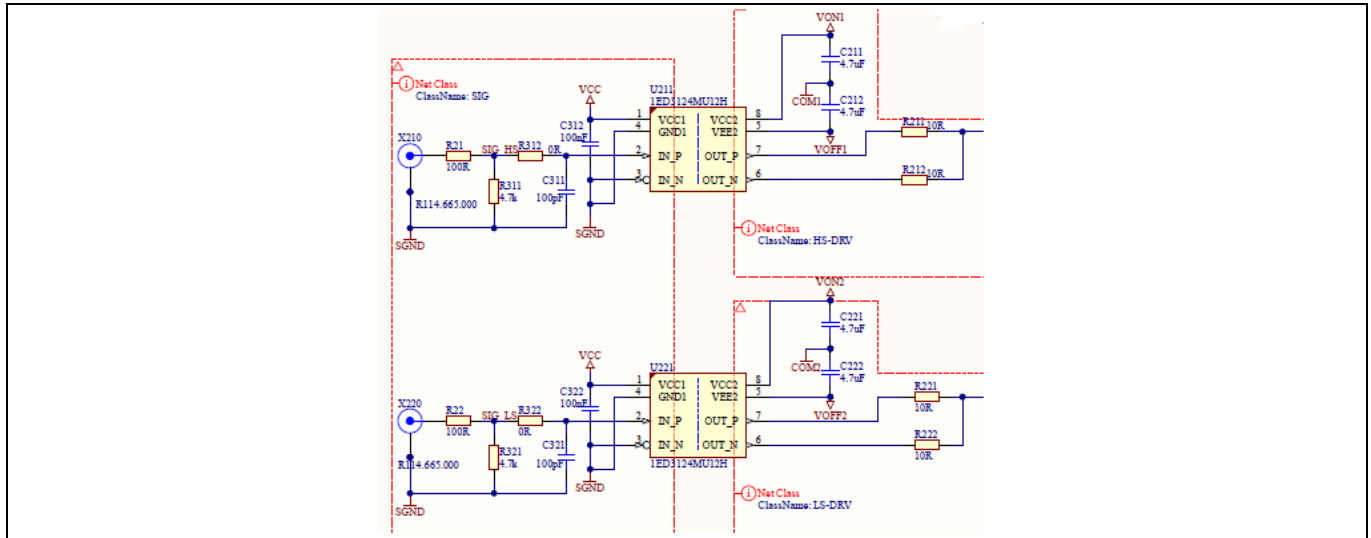 VON1
C211
4.7uF
COM1
C212
4.7uF
VOFF1
Net Class
ClassName: SIG
VCC
U211
1ED3124MU12H
C312
100nF
1 VCC1 VCC2 8
4 GND1 VEE2 5
2 IN_P OUT_P 7
3 IN_N OUT_N 6
R211 10R
R212 10R
X210
R21
100R
SIG_HS
R312
0R
R311
4.7k
C311
100pF
R114.665.000
SGND
SGND
Net Class
ClassName: HS-DRV
VON2
C221
4.7uF
COM2
C222
4.7uF
VOFF2
VCC
U221
C322
100nF
1 VCC1 VCC2 8
4 GND1 VEE2 5
2 IN_P OUT_P 7
3 IN_N OUT_N 6
1ED3124MU12H
R221
10R
R222
10R
X220
R22
100R
SIG_LS
R322
0R
R321
4.7k
C321
100pF
R114.665.000
SGND
SGND
Net Class
ClassName: LS-DRV